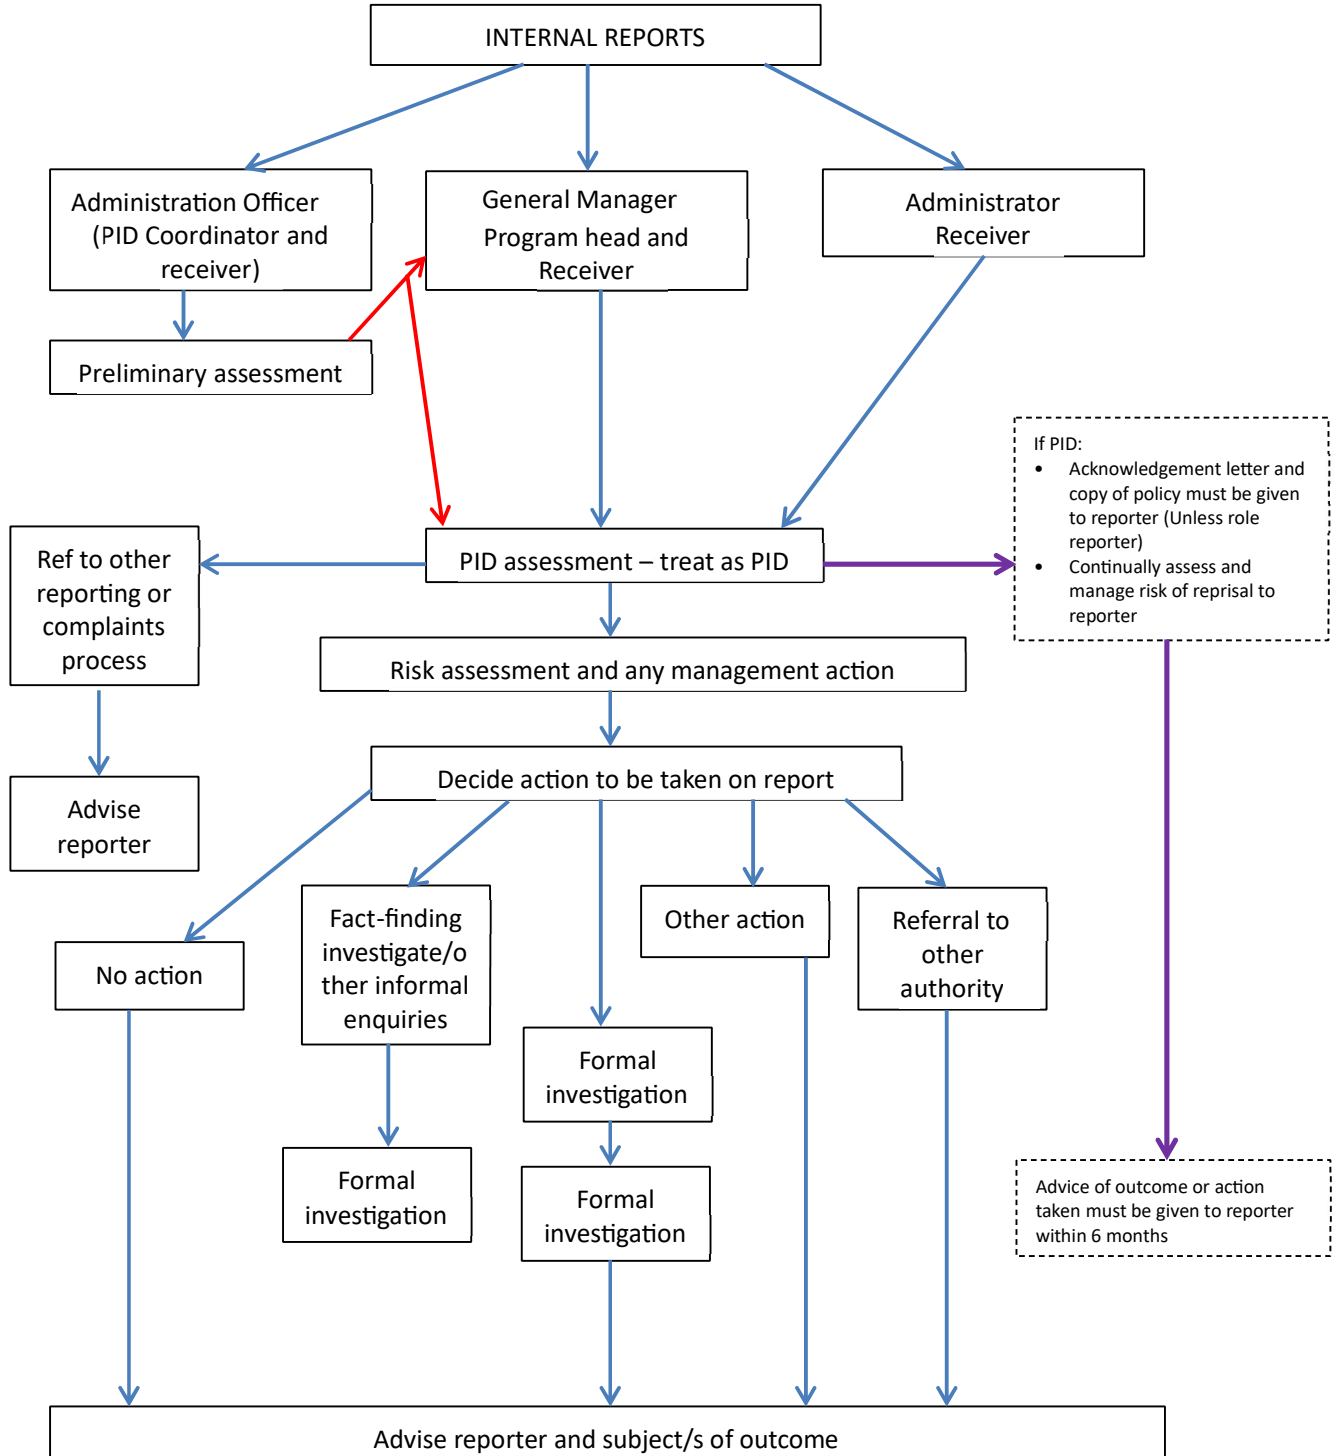 INTERNAL REPORTS
Administration Officer
(PID Coordinator and
receiver)
General Manager
Program head and
Receiver
Administrator
Receiver
Preliminary assessment
If PID:
• Acknowledgement letter and
copy of policy must be given
to reporter (Unless role
reporter)
• Continually assess and
manage risk of reprisal to
reporter
Ref to other
reporting or
complaints
process
PID assessment – treat as PID
Risk assessment and any management action
Advise
reporter
Decide action to be taken on report
No action
Fact-finding
investigate/o
ther informal
enquiries
Other action
Referral to
other
authority
Formal
investigation
Formal
investigation
Formal
investigation
Advice of outcome or action
taken must be given to reporter
within 6 months
Advise reporter and subject/s of outcome